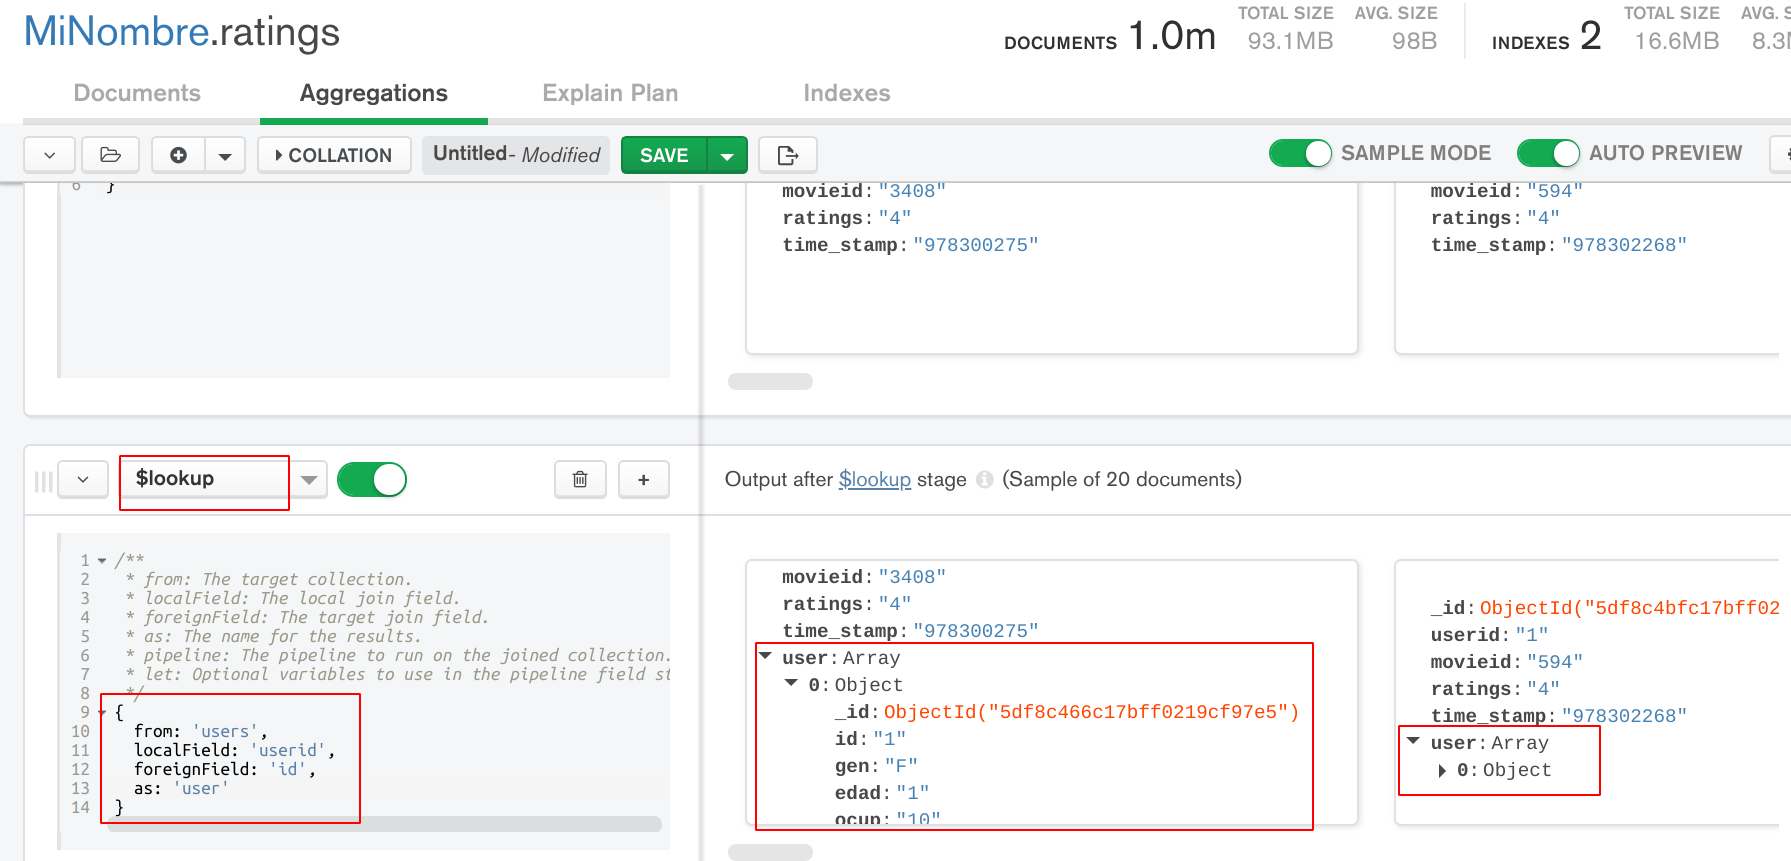 MiNombre.ratings
DOCUMENTS 1.0m TOTAL SIZE 93.1MB AVG. SIZE 98B INDEXES 2 TOTAL SIZE 16.6MB AVG. S 8.3M
Documents Aggregations Explain Plan Indexes
COLLATION Untitled- Modified SAVE SAMPLE MODE AUTO PREVIEW
6 }
movieid:"3408"
ratings:"4"
time_stamp:"978300275"
movieid:"594"
ratings:"4"
time_stamp:"978302268"
$lookup
Output after $lookup stage (Sample of 20 documents)
1 /**
2 * from: The target collection.
3 * localField: The local join field.
4 * foreignField: The target join field.
5 * as: The name for the results.
6 * pipeline: The pipeline to run on the joined collection.
7 * let: Optional variables to use in the pipeline field st
8 */
9 {
10 from: 'users',
11 localField: 'userid',
12 foreignField: 'id',
13 as: 'user'
14 }
movieid:"3408"
ratings:"4"
time_stamp:"978300275"
user:Array
0:Object
_id:ObjectId("5df8c466c17bff0219cf97e5")
id:"1"
gen:"F"
edad:"1"
ocup:"10"
_id:ObjectId("5df8c4bfc17bff02
userid:"1"
movieid:"594"
ratings:"4"
time_stamp:"978302268"
user:Array
0:Object